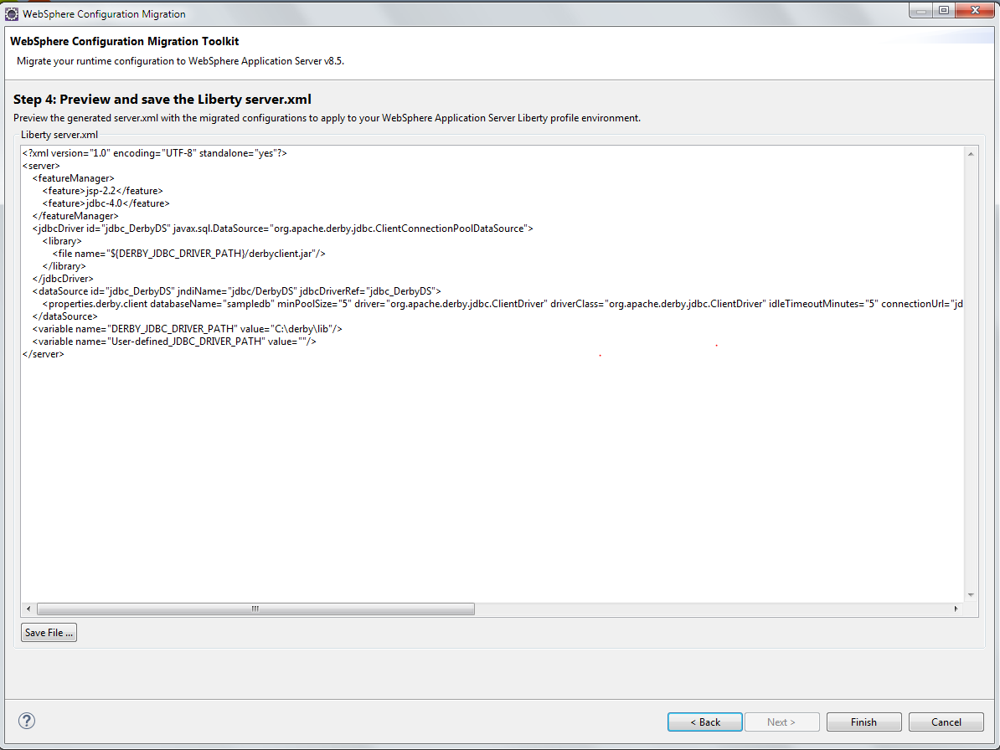 WebSphere Configuration Migration
WebSphere Configuration Migration Toolkit
Migrate your runtime configuration to WebSphere Application Server v8.5.
Step 4: Preview and save the Liberty server.xml
Preview the generated server.xml with the migrated configurations to apply to your WebSphere Application Server Liberty profile environment.
Liberty server.xml
<?xml version="1.0" encoding="UTF-8" standalone="yes"?>
<server>
<featureManager>
<feature>jsp-2.2</feature>
<feature>jdbc-4.0</feature>
</featureManager>
<jdbcDriver id="jdbc_DerbyDS" javax.sql.DataSource="org.apache.derby.jdbc.ClientConnectionPoolDataSource">
<library>
<file name="${DERBY_JDBC_DRIVER_PATH}/derbyclient.jar"/>
</library>
</jdbcDriver>
<dataSource id="jdbc_DerbyDS" jndiName="jdbc/DerbyDS" jdbcDriverRef="jdbc_DerbyDS">
<properties.derby.client databaseName="sampledb" minPoolSize="5" driver="org.apache.derby.jdbc.ClientDriver" driverClass="org.apache.derby.jdbc.ClientDriver" idleTimeoutMinutes="5" connectionUrl="jd
</dataSource>
<variable name="DERBY_JDBC_DRIVER_PATH" value="C:\derby\lib"/>
<variable name="User-defined_JDBC_DRIVER_PATH" value=""/>
</server>
Save File ...
< Back
Next >
Finish
Cancel